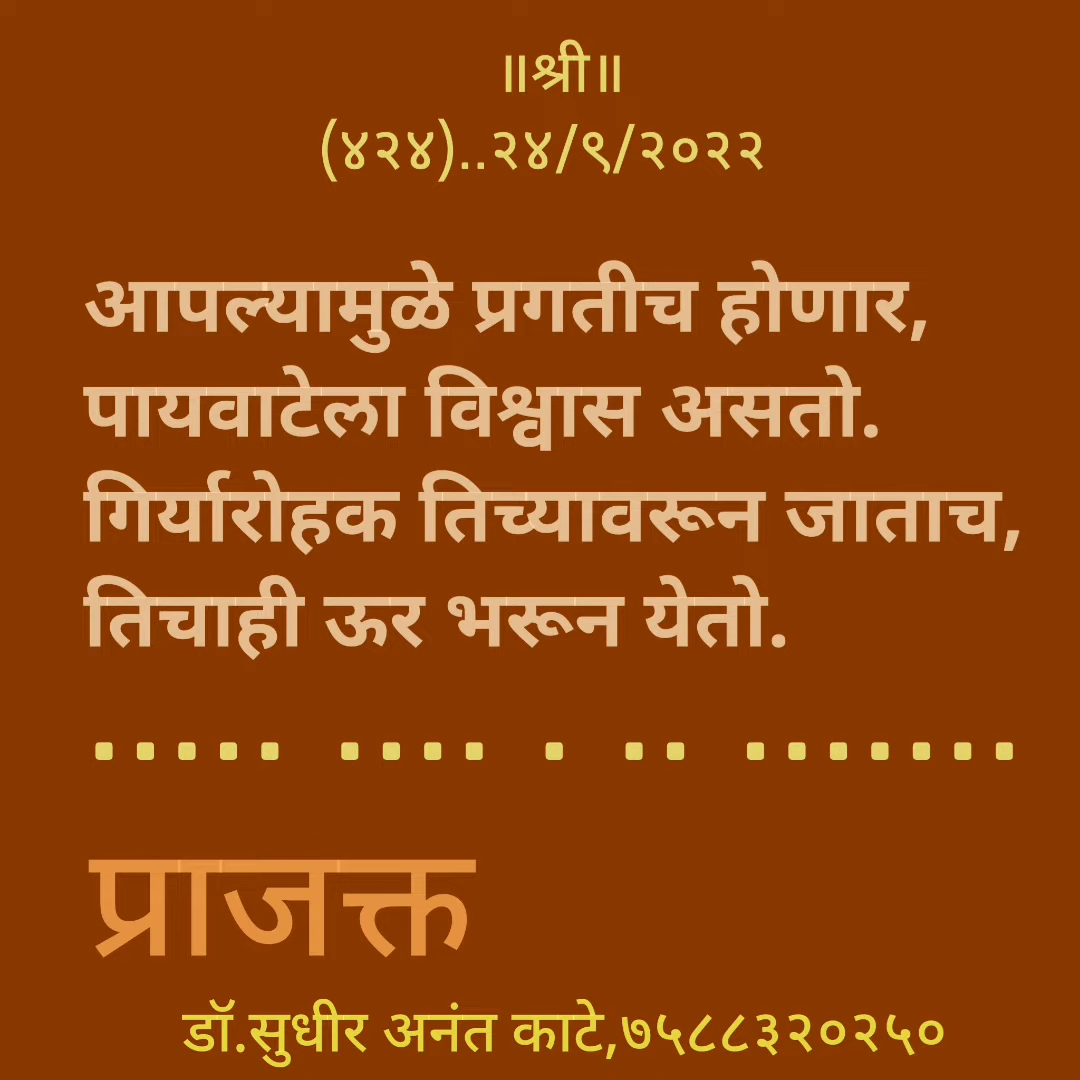 ॥श्री॥
(४२४)..२४/९/२०२२
आपल्यामुळे प्रगतीच होणार,
पायवाटेला विश्वास असतो.
गिर्यारोहक तिच्यावरून जाताच,
तिचाही ऊर भरून येतो.
..... .... . .. .......
प्राजक्त
डॉ.सुधीर अनंत काटे,७५८८३२०२५०